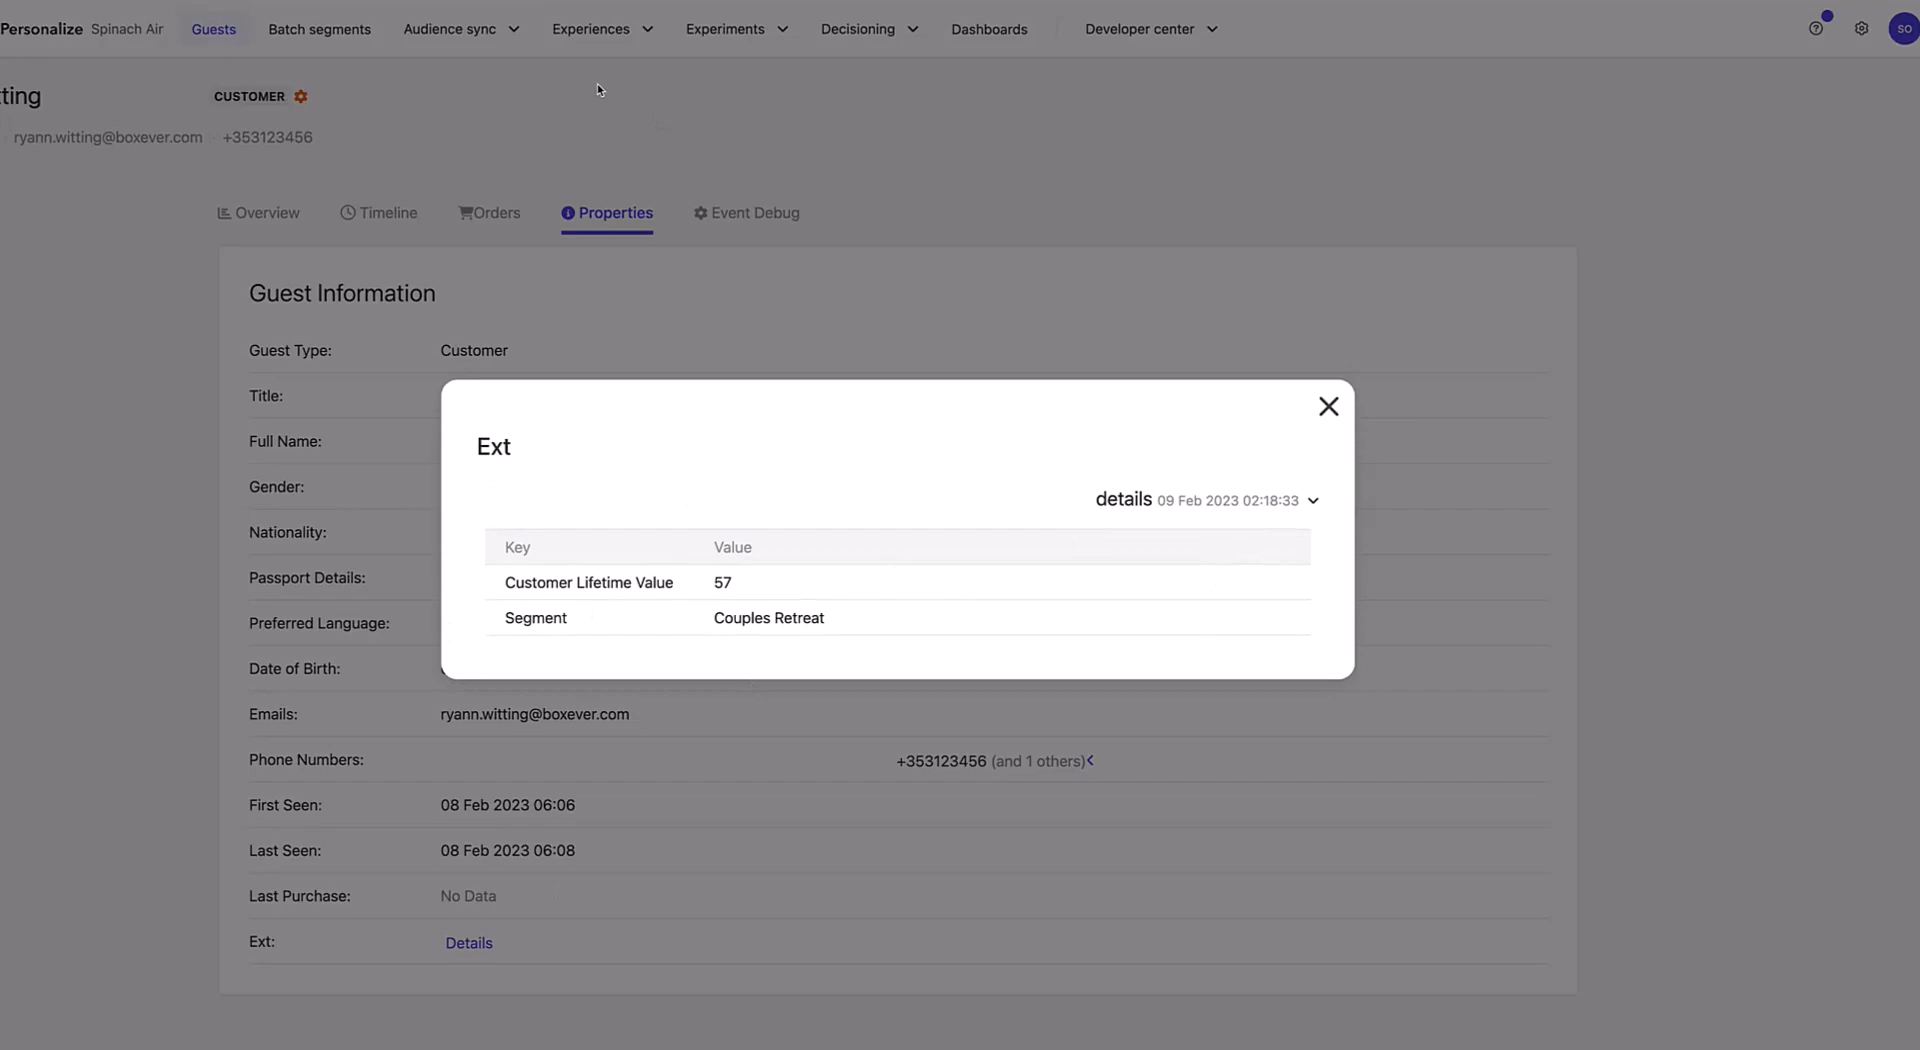 Personalize Spinach Air Guests Batch segments Audience sync Experiences Experiments Decisioning Dashboards Developer center SO
tting CUSTOMER
ryann.witting@boxever.com +353123456
Overview Timeline Orders Properties Event Debug
Guest Information
Guest Type: Customer
Title:
Full Name:
Gender:
Nationality:
Passport Details:
Preferred Language:
Date of Birth:
Ext
details 09 Feb 2023 02:18:33
Key Value
Customer Lifetime Value 57
Segment Couples Retreat
Emails: ryann.witting@boxever.com
Phone Numbers: +353123456 (and 1 others)
First Seen: 08 Feb 2023 06:06
Last Seen: 08 Feb 2023 06:08
Last Purchase: No Data
Ext: Details